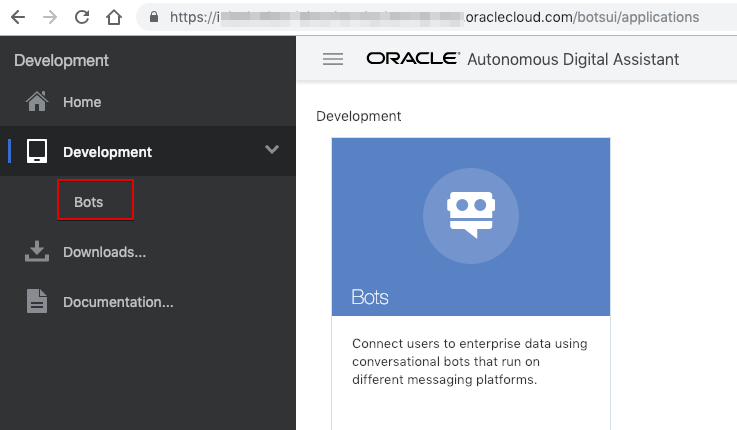 https://i oraclecloud.com/botsui/applications
Development
Home
Development
Bots
Downloads...
Documentation...
ORACLE® Autonomous Digital Assistant
Development
Bots
Connect users to enterprise data using
conversational bots that run on
different messaging platforms.